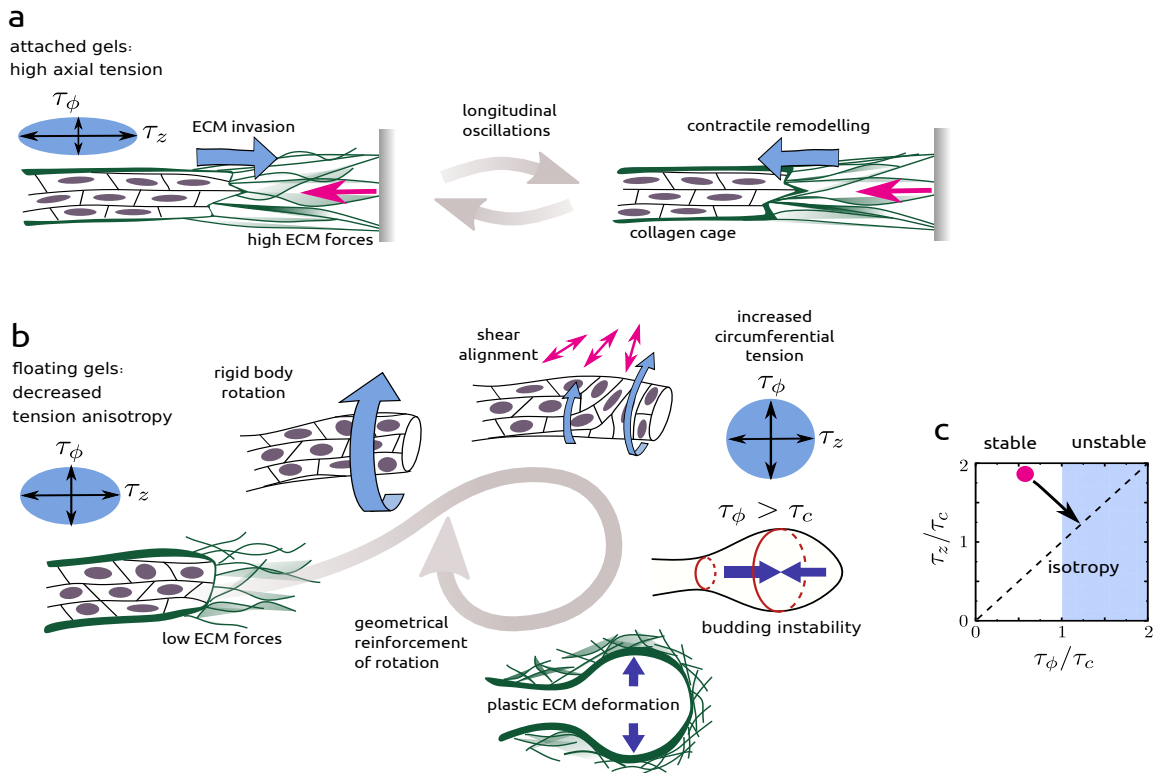 a
attached gels:
high axial tension
τ_ϕ
τ_z
ECM invasion
high ECM forces
longitudinal
oscillations
contractile remodelling
collagen cage
b
floating gels:
decreased
tension anisotropy
τ_ϕ
τ_z
low ECM forces
rigid body
rotation
shear
alignment
increased
circumferential
tension
τ_ϕ
τ_z
τ_ϕ > τ_c
budding instability
geometrical
reinforcement
of rotation
plastic ECM deformation
c
stable unstable
2
1
0
τ_z/τ_c
isotropy
0 1 2
τ_ϕ/τ_c